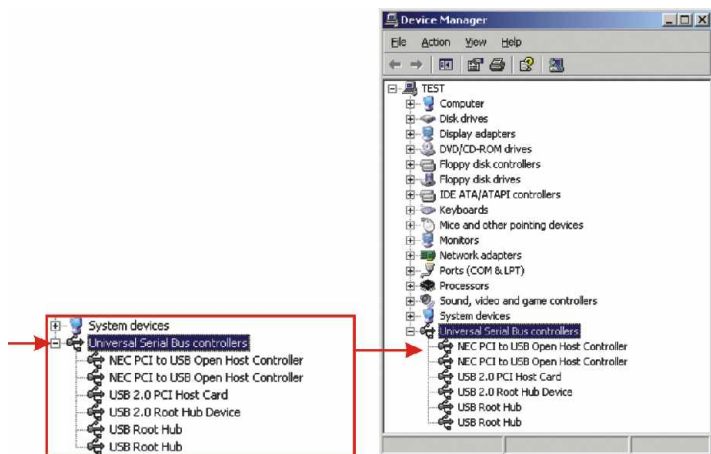 Device Manager
File Action View Help
TEST
Computer
Disk drives
Display adapters
DVD/CD-ROM drives
Floppy disk controllers
Floppy disk drives
IDE ATA/ATAPI controllers
Keyboards
Mice and other pointing devices
Monitors
Network adapters
Ports (COM & LPT)
Processors
Sound, video and game controllers
System devices
Universal Serial Bus controllers
NEC PCI to USB Open Host Controller
NEC PCI to USB Open Host Controller
USB 2.0 PCI Host Card
USB 2.0 Root Hub Device
USB Root Hub
USB Root Hub
System devices
Universal Serial Bus controllers
NEC PCI to USB Open Host Controller
NEC PCI to USB Open Host Controller
USB 2.0 PCI Host Card
USB 2.0 Root Hub Device
USB Root Hub
USB Root Hub